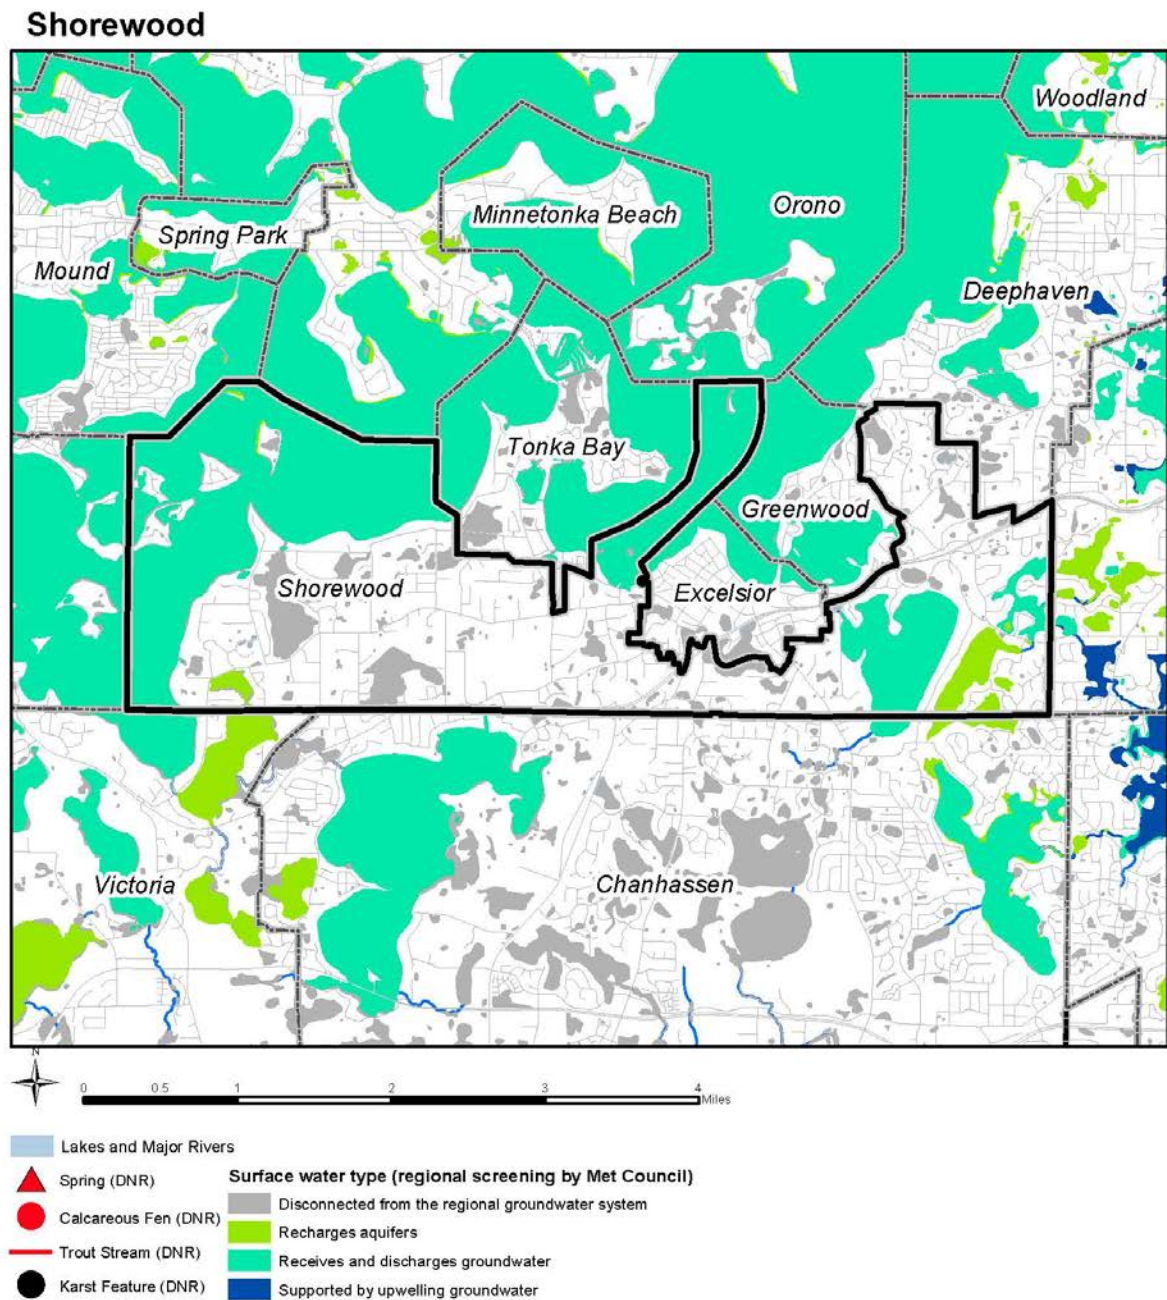 Shorewood
Woodland
Orono
Minnetonka Beach
Spring Park
Mound
Deephaven
Tonka Bay
Greenwood
Shorewood
Excelsior
Victoria
Chanhassen
N
0 0.5 1 2 3 4
Miles
Lakes and Major Rivers
Spring (DNR)
Calcareous Fen (DNR)
Trout Stream (DNR)
Karst Feature (DNR)
Surface water type (regional screening by Met Council)
Disconnected from the regional groundwater system
Recharges aquifers
Receives and discharges groundwater
Supported by upwelling groundwater